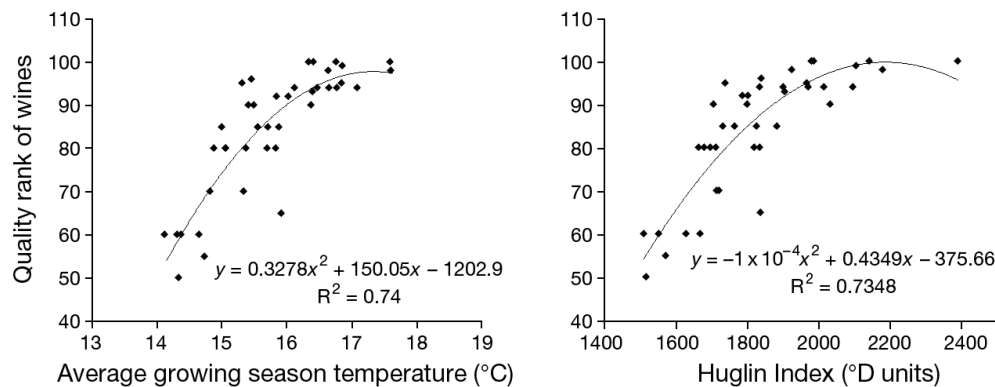 110
100
90
80
70
60
50
40
Quality rank of wines
y = 0.3278x² + 150.05x − 1202.9
R² = 0.74
13 14 15 16 17 18 19
Average growing season temperature (°C)
110
100
90
80
70
60
50
40
y = −1 x 10⁻⁴x² + 0.4349x − 375.66
R² = 0.7348
1400 1600 1800 2000 2200 2400
Huglin Index (°D units)